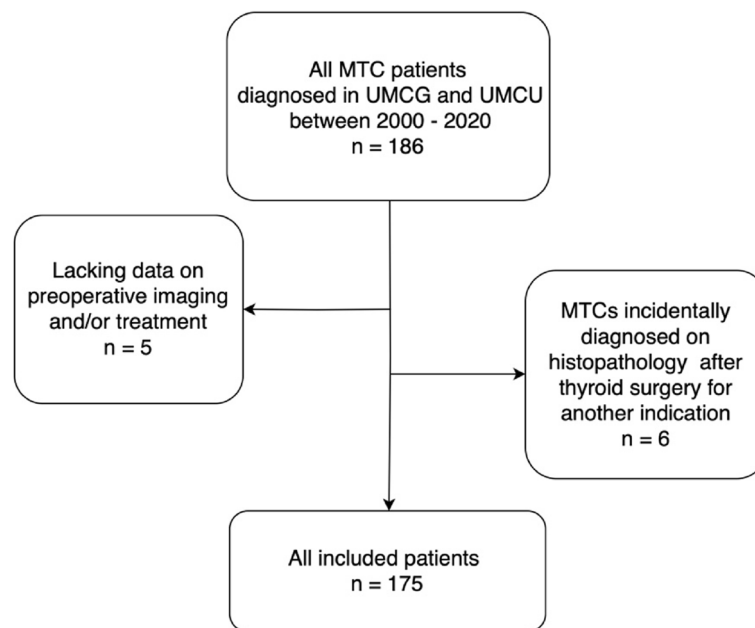 All MTC patients
diagnosed in UMCG and UMCU
between 2000 - 2020
n = 186
Lacking data on
preoperative imaging
and/or treatment
n = 5
MTCs incidentally
diagnosed on
histopathology after
thyroid surgery for
another indication
n = 6
All included patients
n = 175